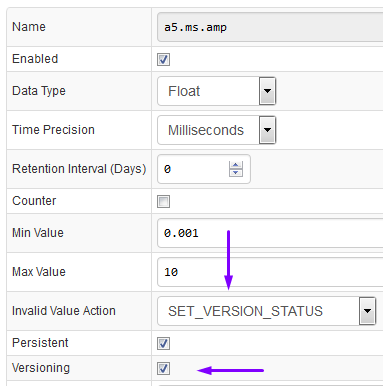 Name a5.ms.amp
Enabled
Data Type Float
Time Precision Milliseconds
Retention Interval (Days) 0
Counter
Min Value 0.001
Max Value 10
Invalid Value Action SET_VERSION_STATUS
Persistent
Versioning